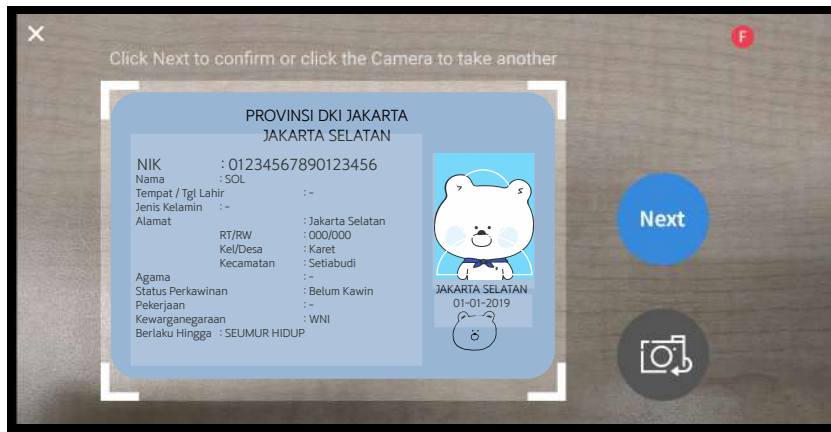 ×
F
Click Next to confirm or click the Camera to take another
PROVINSI DKI JAKARTA
JAKARTA SELATAN
NIK : 01234567890123456
Nama : SOL
Tempat / Tgl Lahir : -
Jenis Kelamin : -
Alamat : Jakarta Selatan
RT/RW : 000/000
Kel/Desa : Karet
Kecamatan : Setiabudi
Agama : -
Status Perkawinan : Belum Kawin
Pekerjaan : -
Kewarganegaraan : WNI
Berlaku Hingga : SEUMUR HIDUP
JAKARTA SELATAN
01-01-2019
Next